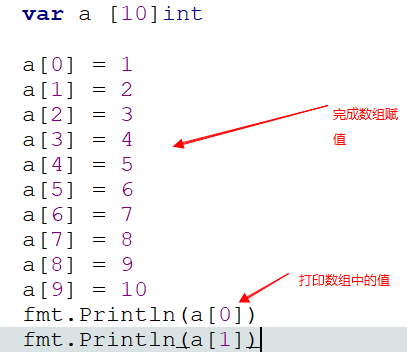 var a [10]int
a[0] = 1
a[1] = 2
a[2] = 3
a[3] = 4
a[4] = 5
a[5] = 6
a[6] = 7
a[7] = 8
a[8] = 9
a[9] = 10
fmt.Println(a[0])
fmt.Println(a[1])
完成数组赋
值
打印数组中的值